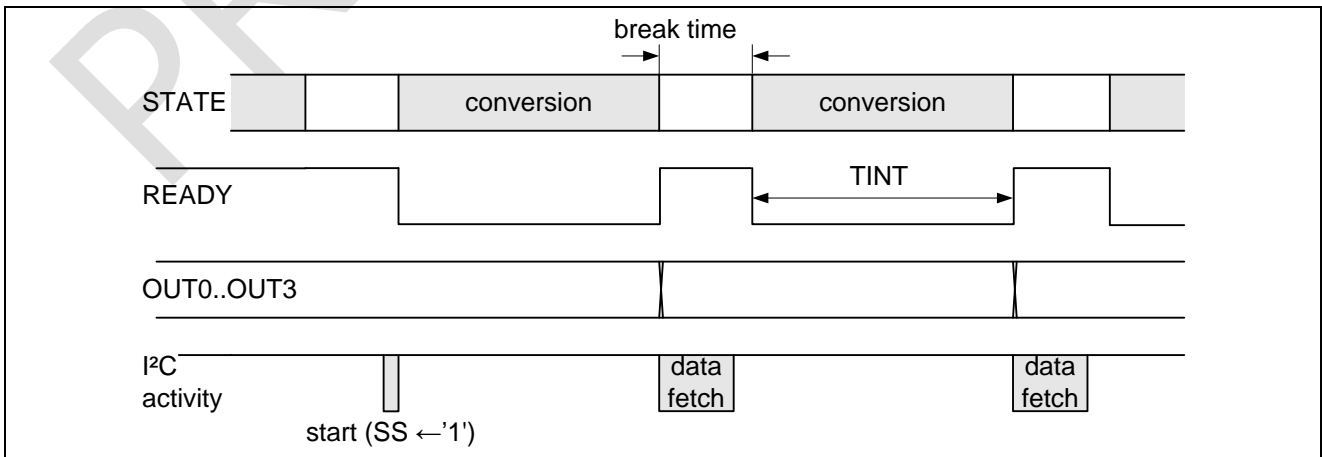 break time
STATE conversion conversion
READY TINT
OUT0..OUT3
I²C data data
activity fetch fetch
start (SS ←'1')